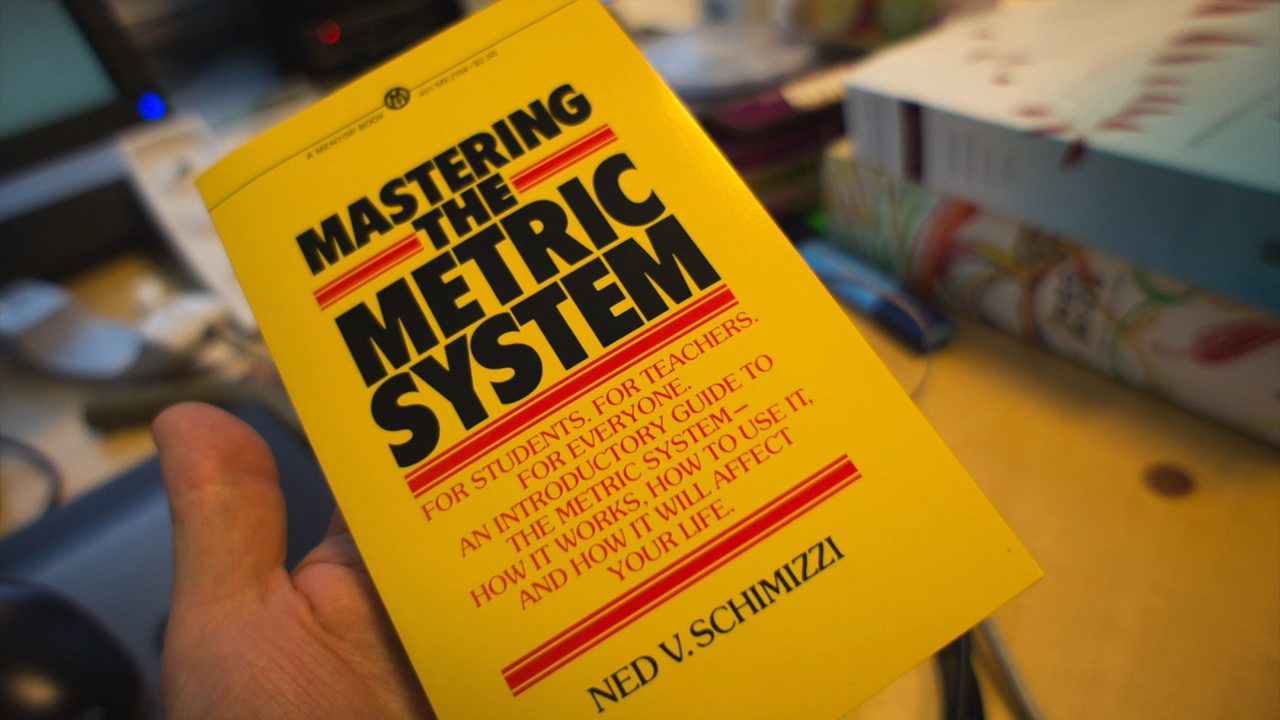 A MENTOR BOOK
MASTERING
THE
METRIC
SYSTEM
FOR STUDENTS. FOR TEACHERS.
FOR EVERYONE.
AN INTRODUCTORY GUIDE TO
THE METRIC SYSTEM—
HOW IT WORKS, HOW TO USE IT,
AND HOW IT WILL AFFECT
YOUR LIFE.
NED V. SCHIMIZZI